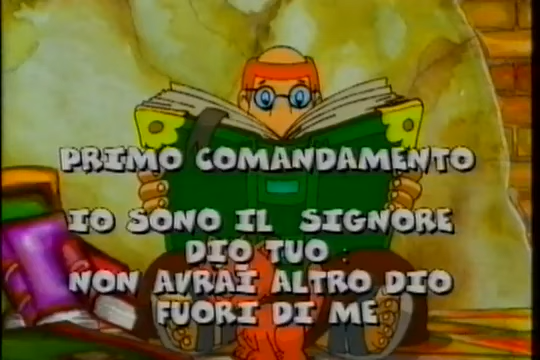 PRIMO COMANDAMENTO
IO SONO IL SIGNORE
DIO TUO :
NON AVRAI ALTRO DIO
FUORI DI ME